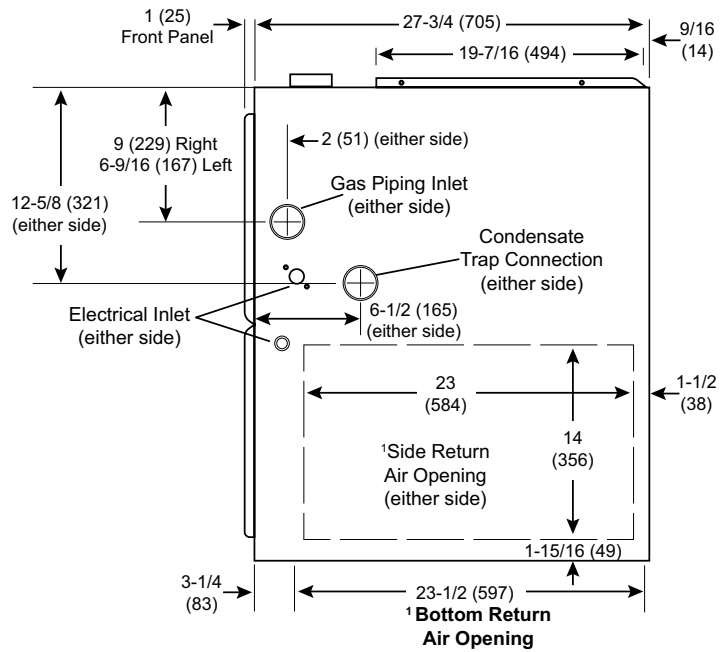 1 (25)
Front Panel
27-3/4 (705)
9/16
(14)
19-7/16 (494)
9 (229) Right
6-9/16 (167) Left
2 (51) (either side)
12-5/8 (321)
(either side)
Gas Piping Inlet
(either side)
Condensate
Trap Connection
(either side)
Electrical Inlet
(either side)
6-1/2 (165)
(either side)
23
(584)
1-1/2
(38)
14
(356)
¹Side Return
Air Opening
(either side)
1-15/16 (49)
3-1/4
(83)
23-1/2 (597)
¹Bottom Return
Air Opening